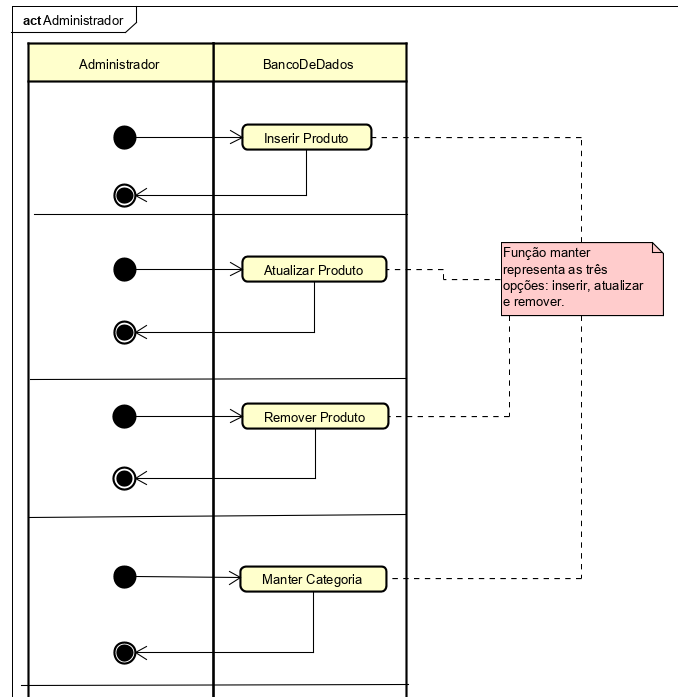 act Administrador
Administrador
BancoDeDados
Inserir Produto
Função manter
representa as três
opções: inserir, atualizar
e remover.
Atualizar Produto
Remover Produto
Manter Categoria